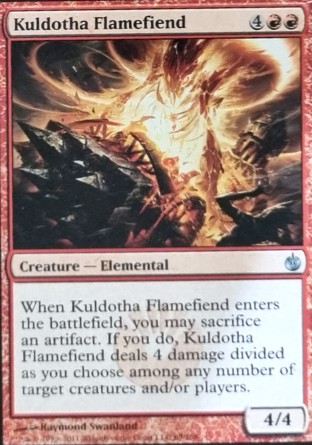 Kuldotha Flamefiend 4
Creature — Elemental
When Kuldotha Flamefiend enters
the battlefield, you may sacrifice
an artifact. If you do, Kuldotha
Flamefiend deals 4 damage divided
as you choose among any number of
target creatures and/or players.
Raymond Swanland
4/4